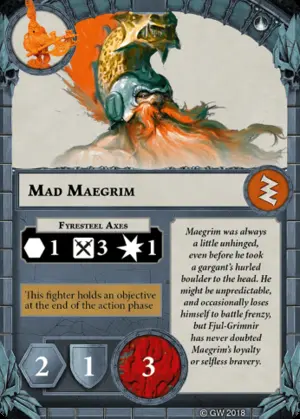 Mad Maegrim
Fyresteel Axes
1 3 1
This fighter holds an objective
at the end of the action phase
Maegrim was always
a little unhinged,
even before he took
a gargant's hurled
boulder to the head. He
might be unpredictable,
and occasionally loses
himself to battle frenzy,
but Fjul-Grimnir
has never doubted
Maegrim's loyalty
or selfless bravery.
2 1 3
© GW 2018